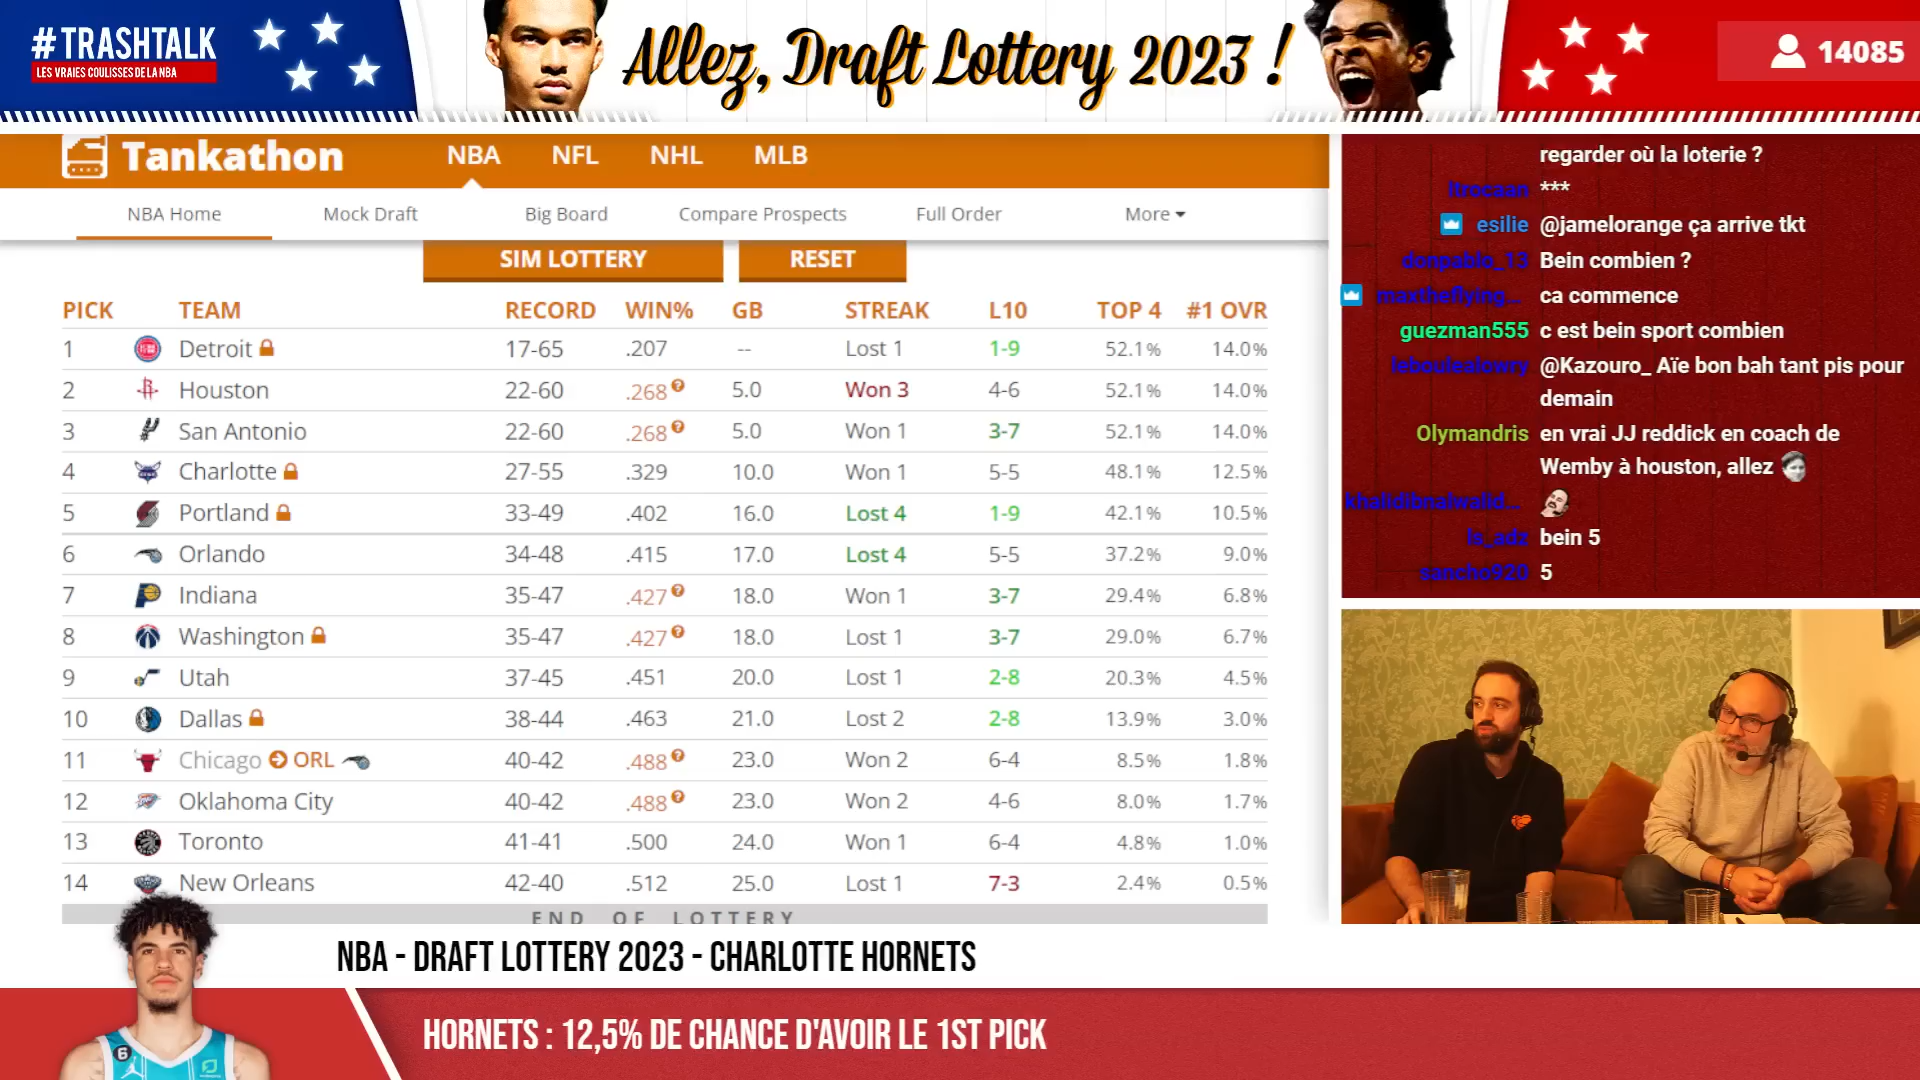 #TRASHTALK
LES VRAIES COULISSES DE LA NBA
Allez, Draft Lottery 2023 !
14085
Tankathon NBA NFL NHL MLB
NBA Home Mock Draft Big Board Compare Prospects Full Order More
SIM LOTTERY RESET
PICK TEAM RECORD WIN% GB STREAK L10 TOP 4 #1 OVR
1 Detroit 17-65 .207 -- Lost 1 1-9 52.1% 14.0%
2 Houston 22-60 .268 ? 5.0 Won 3 4-6 52.1% 14.0%
3 San Antonio 22-60 .268 ? 5.0 Won 1 3-7 52.1% 14.0%
4 Charlotte 27-55 .329 10.0 Won 1 5-5 48.1% 12.5%
5 Portland 33-49 .402 16.0 Lost 4 1-9 42.1% 10.5%
6 Orlando 34-48 .415 17.0 Lost 4 5-5 37.2% 9.0%
7 Indiana 35-47 .427 ? 18.0 Won 1 3-7 29.4% 6.8%
8 Washington 35-47 .427 ? 18.0 Lost 1 3-7 29.0% 6.7%
9 Utah 37-45 .451 20.0 Lost 1 2-8 20.3% 4.5%
10 Dallas 38-44 .463 21.0 Lost 2 2-8 13.9% 3.0%
11 Chicago ORL 40-42 .488 ? 23.0 Won 2 6-4 8.5% 1.8%
12 Oklahoma City 40-42 .488 ? 23.0 Won 2 4-6 8.0% 1.7%
13 Toronto 41-41 .500 24.0 Won 1 6-4 4.8% 1.0%
14 New Orleans 42-40 .512 25.0 Lost 1 7-3 2.4% 0.5%
END OF LOTTERY
regarder où la loterie ?
ltrocaan ***
esilie @jamelorange ça arrive tkt
donpablo_13 Bein combien ?
maxtheflying... ca commence
guezman555 c est bein sport combien
leboulealowry @Kazouro_ Aïe bon bah tant pis pour
demain
Olymandris en vrai JJ reddick en coach de
Wemby à houston, allez
khalidibnalwalid...
ls_adz bein 5
sancho920 5
NBA - DRAFT LOTTERY 2023 - CHARLOTTE HORNETS
HORNETS : 12,5% DE CHANCE D'AVOIR LE 1ST PICK
6